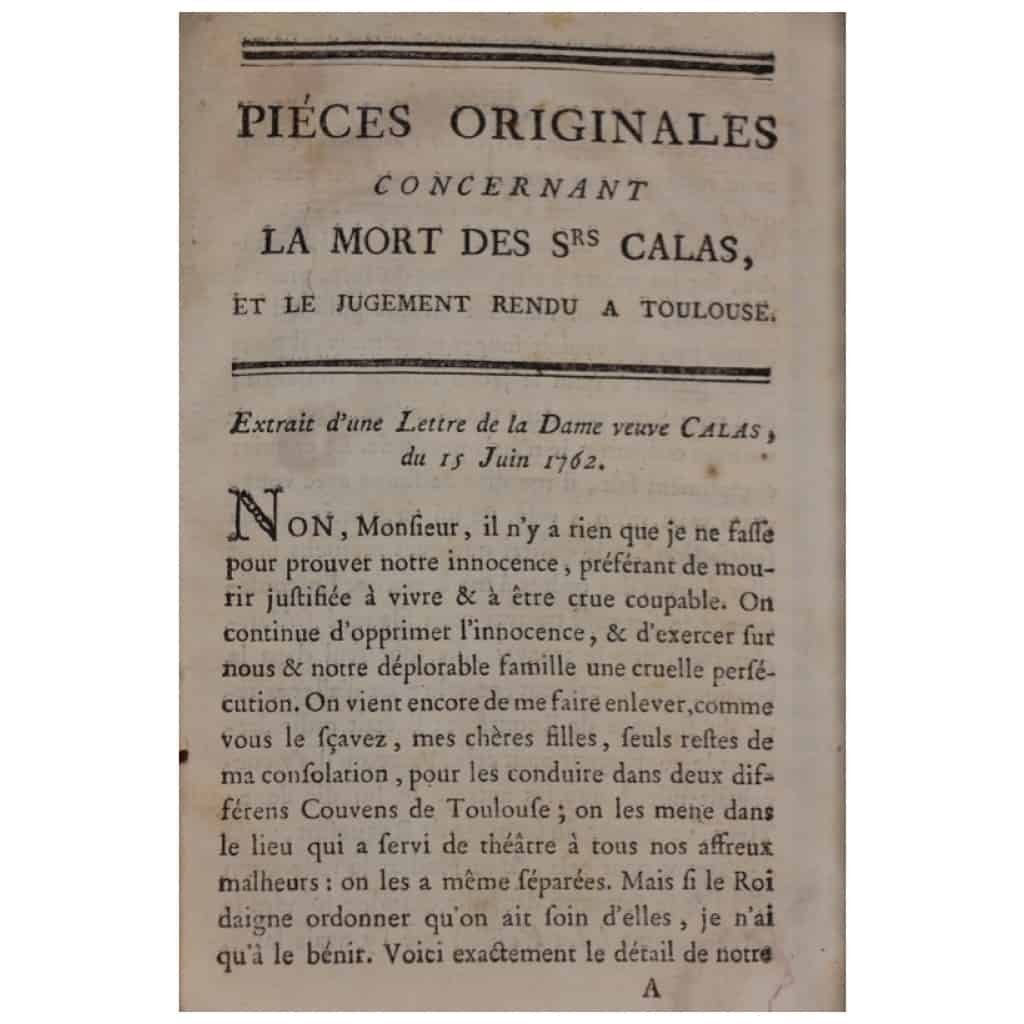 PIÉCES ORIGINALES
CONCERNANT
LA MORT DES SRS CALAS,
ET LE JUGEMENT RENDU A TOULOUSE.
Extrait d'une Lettre de la Dame veuve CALAS,
du 15 Juin 1762.
NON, Monſieur, il n'y a rien que je ne faſſe
pour prouver notre innocence, préférant de mou-
rir juſtifiée à vivre & à être crue coupable. On
continue d'opprimer l'innocence, & d'exercer ſur
nous & notre déplorable famille une cruelle perſé-
cution. On vient encore de me faire enlever, comme
vous le ſçavez, mes chères filles, ſeuls reſtes de
ma conſolation, pour les conduire dans deux dif-
férens Couvens de Toulouſe; on les mene dans
le lieu qui a ſervi de théâtre à tous nos affreux
malheurs: on les a même ſéparées. Mais ſi le Roi
daigne ordonner qu'on ait ſoin d'elles, je n'ai
qu'à le bénir. Voici exactement le détail de notre
A